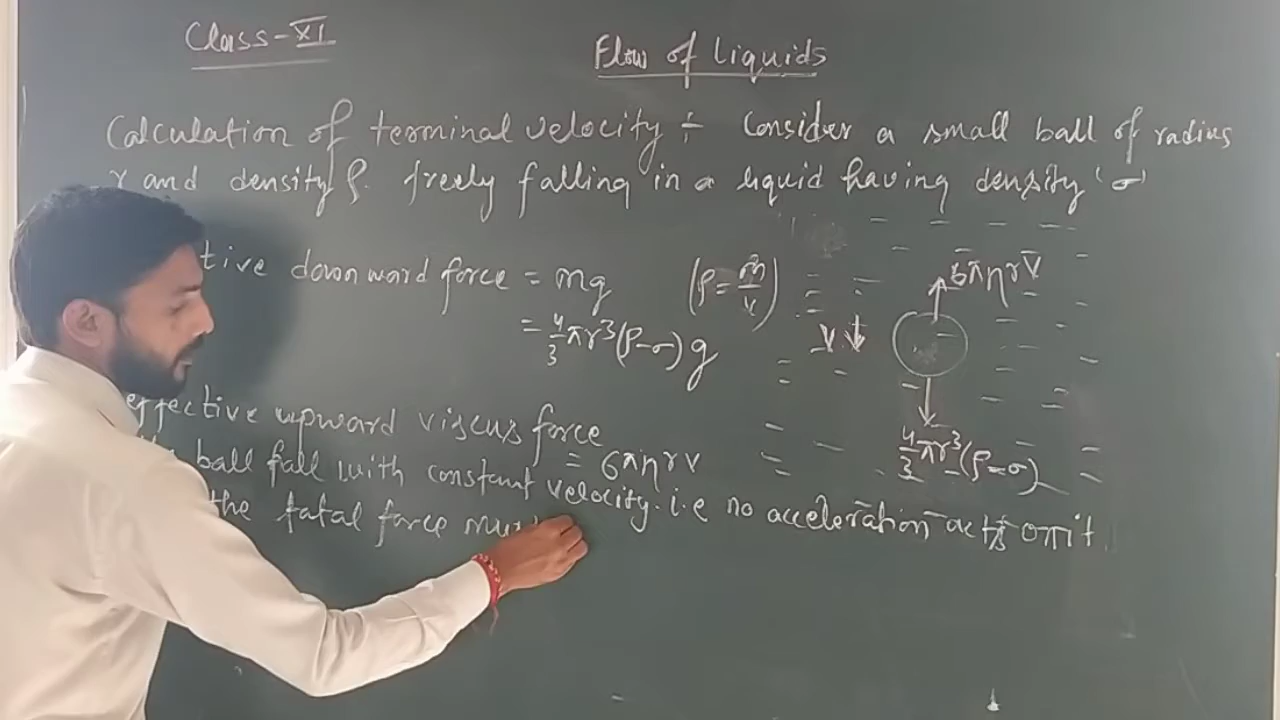 Class-XI
Flow of Liquids
Calculation of terminal velocity ÷ Consider a small ball of radius
r and density ρ. freely falling in a liquid having density 'σ'
tive downward force = mg (ρ = m/v)
= 4/3 πr³(ρ-σ) g
6πηrv
v
4/3 πr³(ρ-σ)
effective upward viscus force
= 6πηrv
ball fall with constant velocity. i.e no acceleration acts on it.
the tatal force